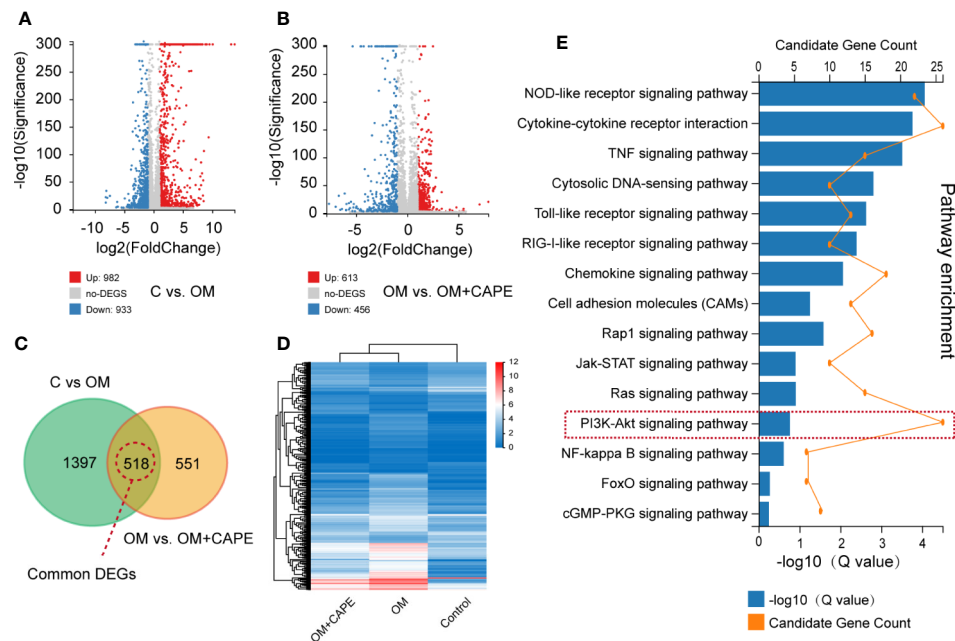 A
300
250
200
150
100
50
0
-log10(Significance)
-10
-5
0
5
10
log2(FoldChange)
Up: 982
no-DEGS
Down: 933
C vs. OM
B
300
250
200
150
100
50
0
-log10(Significance)
-5
0
5
log2(FoldChange)
Up: 613
no-DEGS
Down: 456
OM vs. OM+CAPE
C
C vs OM
1397
518
551
OM vs. OM+CAPE
Common DEGs
D
12
10
8
6
4
2
0
OM+CAPE
OM
Control
E
Candidate Gene Count
0 5 10 15 20 25
NOD-like receptor signaling pathway
Cytokine-cytokine receptor interaction
TNF signaling pathway
Cytosolic DNA-sensing pathway
Toll-like receptor signaling pathway
RIG-I-like receptor signaling pathway
Chemokine signaling pathway
Cell adhesion molecules (CAMs)
Rap1 signaling pathway
Jak-STAT signaling pathway
Ras signaling pathway
PI3K-Akt signaling pathway
NF-kappa B signaling pathway
FoxO signaling pathway
cGMP-PKG signaling pathway
Pathway enrichment
0 1 2 3 4
-log10（Q value）
-log10（Q value）
Candidate Gene Count